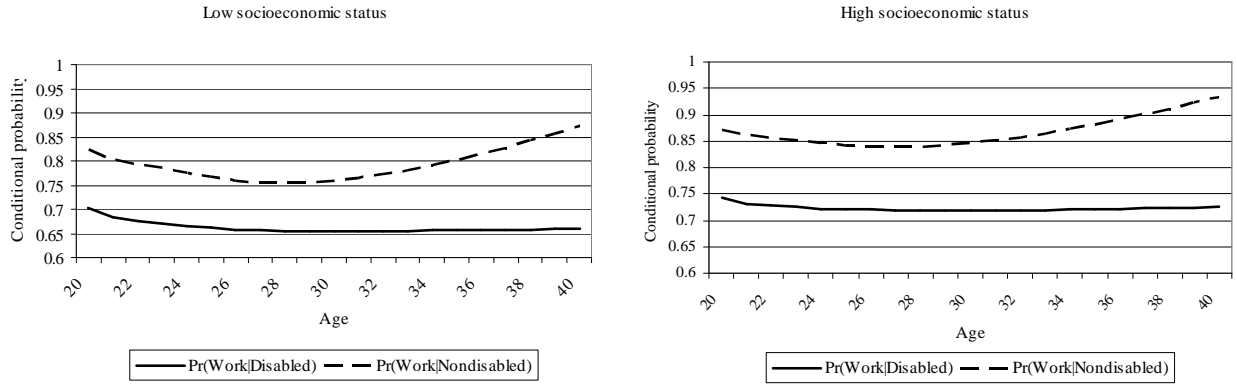 Low socioeconomic status
Conditional probability
1
0.95
0.9
0.85
0.8
0.75
0.7
0.65
0.6
20 22 24 26 28 30 32 34 36 38 40
Age
Pr(Work|Disabled) Pr(Work|Nondisabled)
High socioeconomic status
Conditional probability
1
0.95
0.9
0.85
0.8
0.75
0.7
0.65
0.6
20 22 24 26 28 30 32 34 36 38 40
Age
Pr(Work|Disabled) Pr(Work|Nondisabled)